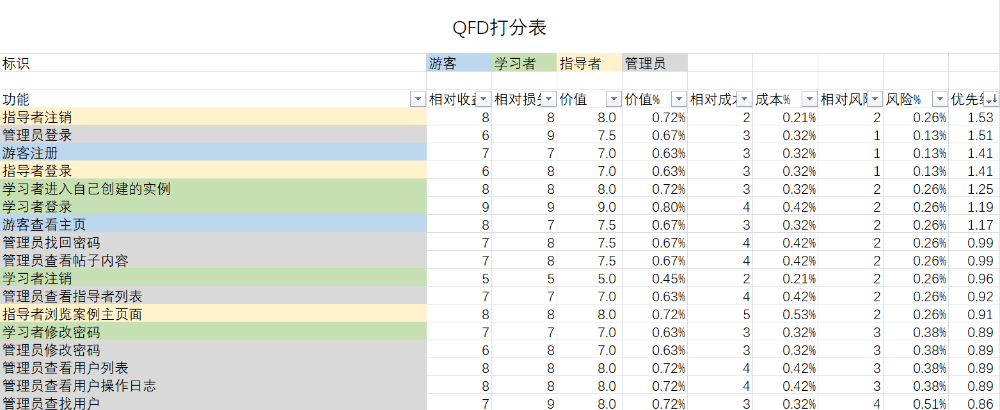 QFD打分表
标识 游客 学习者 指导者 管理员
功能 相对收益 相对损失 价值 价值% 相对成本 成本% 相对风险 风险% 优先级
指导者注销 8 8 8.0 0.72% 2 0.21% 2 0.26% 1.53
管理员登录 6 9 7.5 0.67% 3 0.32% 1 0.13% 1.51
游客注册 7 7 7.0 0.63% 3 0.32% 1 0.13% 1.41
指导者登录 6 8 7.0 0.63% 3 0.32% 1 0.13% 1.41
学习者进入自己创建的实例 8 8 8.0 0.72% 3 0.32% 2 0.26% 1.25
学习者登录 9 9 9.0 0.80% 4 0.42% 2 0.26% 1.19
游客查看主页 8 7 7.5 0.67% 3 0.32% 2 0.26% 1.17
管理员找回密码 7 8 7.5 0.67% 4 0.42% 2 0.26% 0.99
管理员查看帖子内容 7 8 7.5 0.67% 4 0.42% 2 0.26% 0.99
学习者注销 5 5 5.0 0.45% 2 0.21% 2 0.26% 0.96
管理员查看指导者列表 7 7 7.0 0.63% 4 0.42% 2 0.26% 0.92
指导者浏览案例主页面 8 8 8.0 0.72% 5 0.53% 2 0.26% 0.91
学习者修改密码 7 7 7.0 0.63% 3 0.32% 3 0.38% 0.89
管理员修改密码 6 8 7.0 0.63% 3 0.32% 3 0.38% 0.89
管理员查看用户列表 8 8 8.0 0.72% 4 0.42% 3 0.38% 0.89
管理员查看用户操作日志 8 8 8.0 0.72% 4 0.42% 3 0.38% 0.89
管理员查找用户 7 9 8.0 0.72% 3 0.32% 4 0.51% 0.86